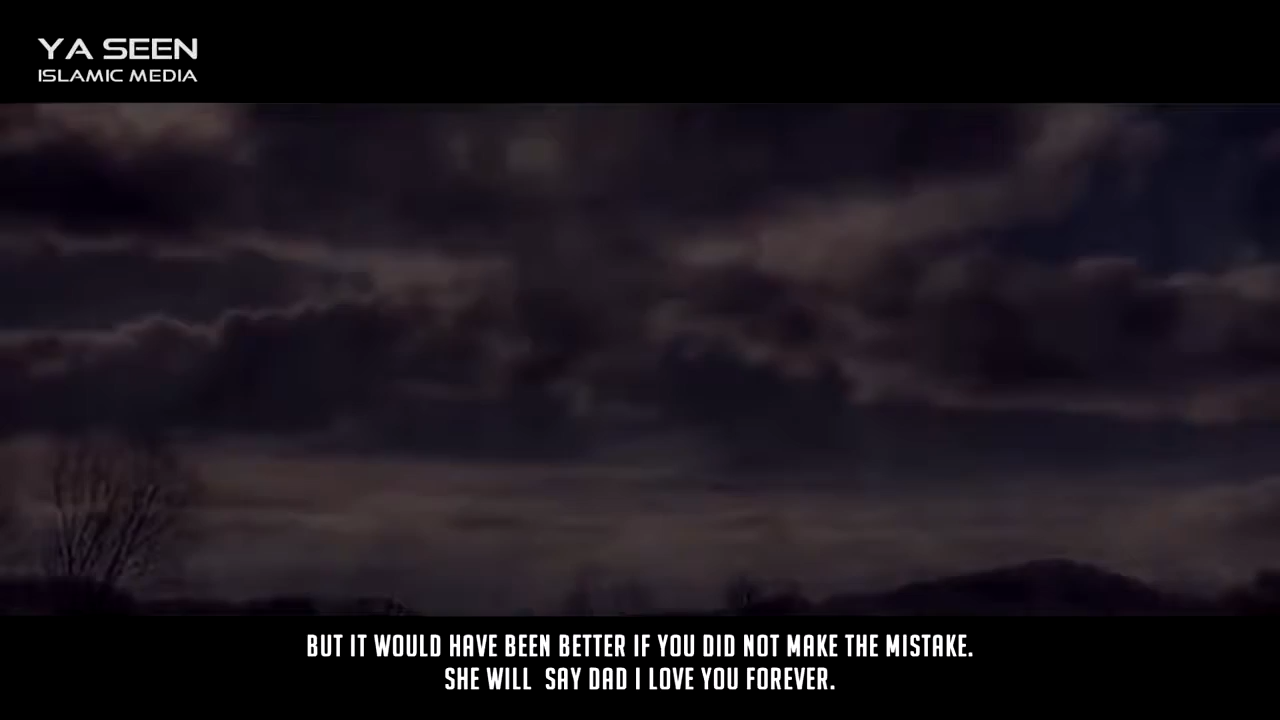 YA SEEN
ISLAMIC MEDIA
BUT IT WOULD HAVE BEEN BETTER IF YOU DID NOT MAKE THE MISTAKE.
SHE WILL  SAY DAD I LOVE YOU FOREVER.